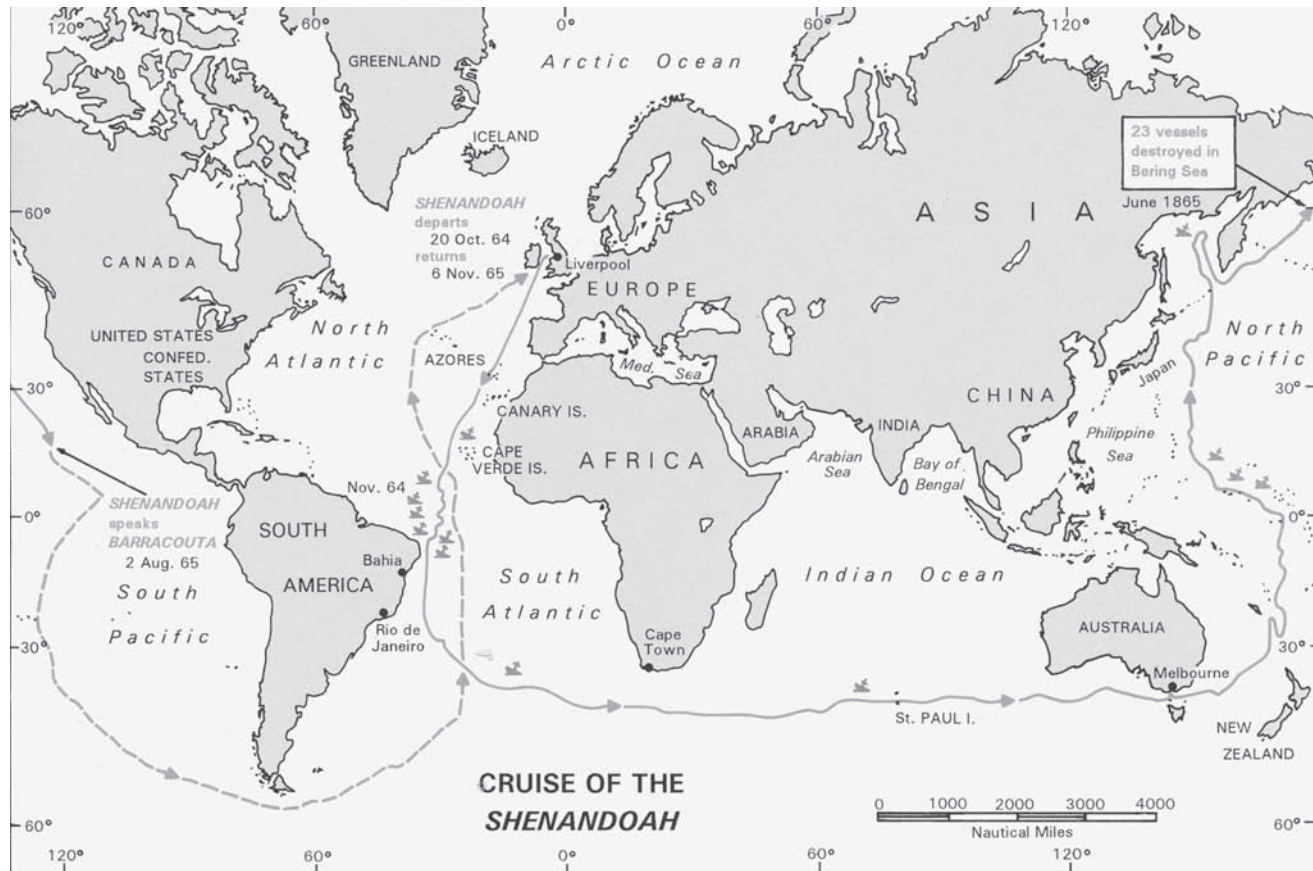 120°
60°
0°
60°
120°
GREENLAND
Arctic Ocean
ICELAND
23 vessels
destroyed in
Bering Sea
June 1865
60°
SHENANDOAH
departs
20 Oct. 64
returns
6 Nov. 65
ASIA
CANADA
Liverpool
EUROPE
UNITED STATES
CONFED.
STATES
North
Atlantic
AZORES
Med. Sea
North
Pacific
Japan
30°
30°
CHINA
CANARY IS.
CAPE
VERDE IS.
AFRICA
ARABIA
INDIA
Arabian
Sea
Bay of
Bengal
Philippine
Sea
Nov. 64
SHENANDOAH
speaks
BARRACOUTA
2 Aug. 65
0°
0°
SOUTH
AMERICA
Bahia
South
Pacific
South
Atlantic
Indian Ocean
Rio de
Janeiro
Cape
Town
AUSTRALIA
Melbourne
30°
30°
St. PAUL I.
NEW
ZEALAND
CRUISE OF THE
SHENANDOAH
0 1000 2000 3000 4000
Nautical Miles
60°
60°
120°
60°
0°
60°
120°